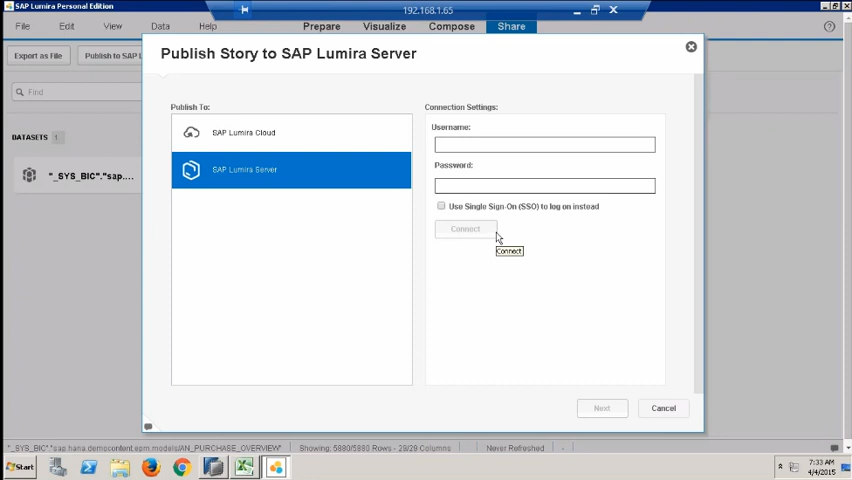 SAP Lumira Personal Edition
192.168.1.65
File Edit View Data Help Prepare Visualize Compose Share
Export as File Publish to SAP L
Publish Story to SAP Lumira Server
Find
DATASETS 1
"_SYS_BIC"."sap....
Publish To:
SAP Lumira Cloud
SAP Lumira Server
Connection Settings:
Username:
Password:
Use Single Sign-On (SSO) to log on instead
Connect
Connect
Next Cancel
"_SYS_BIC"."sap.hana.democontent.epm.models/AN_PURCHASE_OVERVIEW" Showing: 5880/5880 Rows - 29/29 Columns Never Refreshed -
Start
7:33 AM
4/4/2015